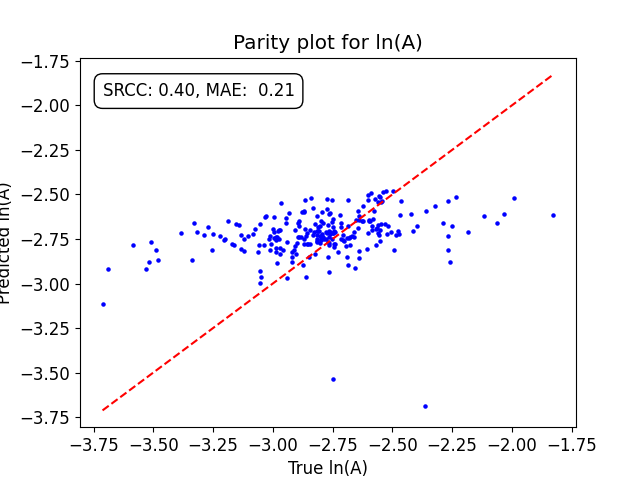 Parity plot for ln(A)
SRCC: 0.40, MAE:  0.21
Predicted ln(A)
−1.75
−2.00
−2.25
−2.50
−2.75
−3.00
−3.25
−3.50
−3.75
−3.75 −3.50 −3.25 −3.00 −2.75 −2.50 −2.25 −2.00 −1.75
True ln(A)